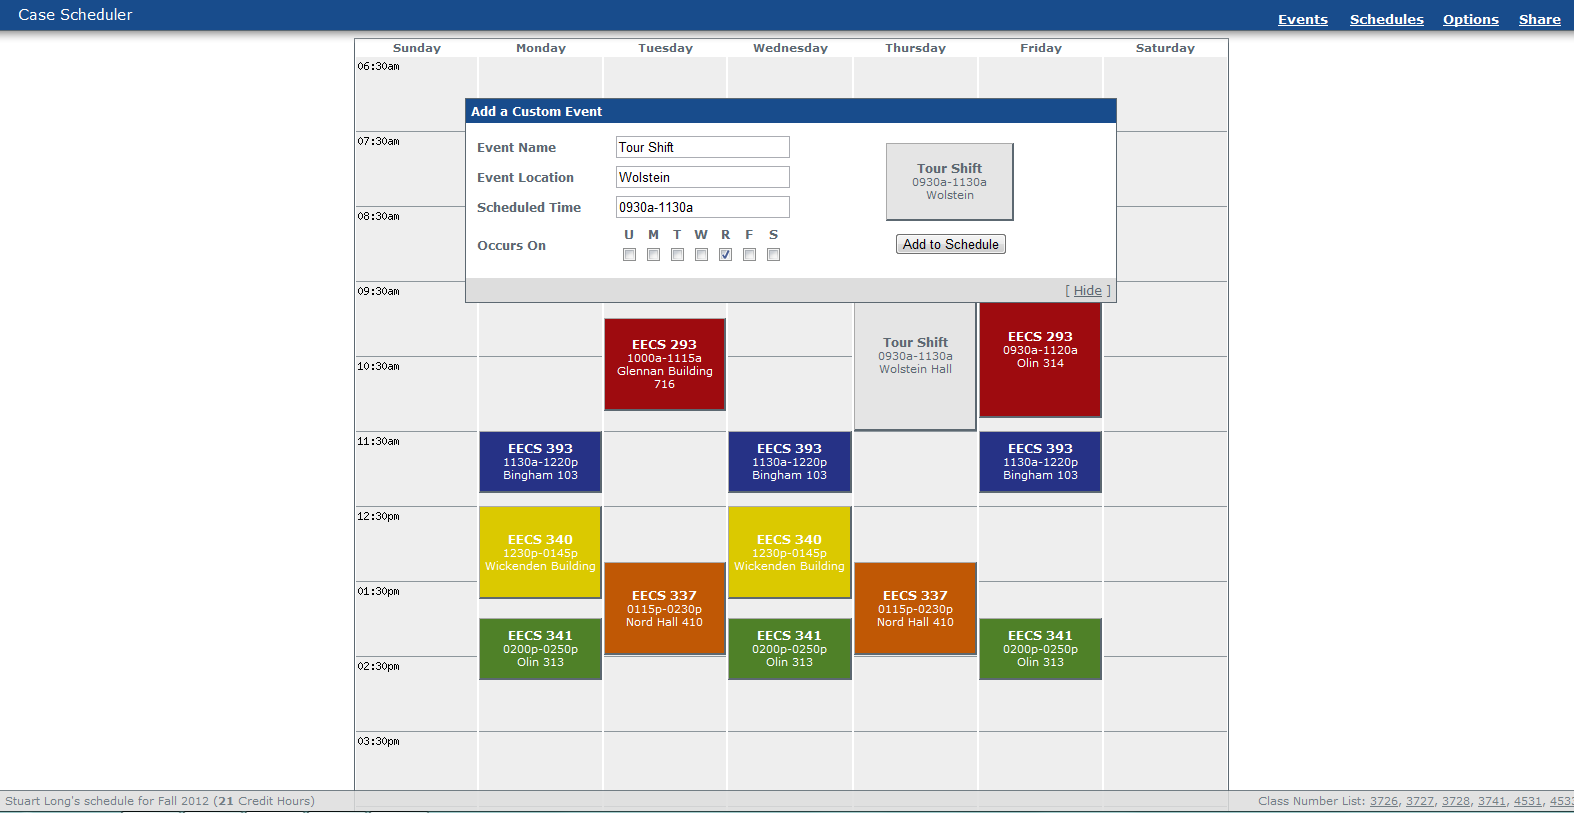 Case Scheduler
Events Schedules Options Share
Sunday Monday Tuesday Wednesday Thursday Friday Saturday
06:30am
Add a Custom Event
Event Name Tour Shift
Event Location Wolstein
Scheduled Time 0930a-1130a
U M T W R F S
Occurs On
Tour Shift
0930a-1130a
Wolstein
Add to Schedule
[ Hide ]
07:30am
08:30am
09:30am
EECS 293
1000a-1115a
Glennan Building
716
Tour Shift
0930a-1130a
Wolstein Hall
EECS 293
0930a-1120a
Olin 314
10:30am
11:30am
EECS 393
1130a-1220p
Bingham 103
EECS 393
1130a-1220p
Bingham 103
EECS 393
1130a-1220p
Bingham 103
12:30pm
EECS 340
1230p-0145p
Wickenden Building
EECS 340
1230p-0145p
Wickenden Building
01:30pm
EECS 337
0115p-0230p
Nord Hall 410
EECS 337
0115p-0230p
Nord Hall 410
EECS 341
0200p-0250p
Olin 313
EECS 341
0200p-0250p
Olin 313
EECS 341
0200p-0250p
Olin 313
02:30pm
03:30pm
Stuart Long's schedule for Fall 2012 (21 Credit Hours)
Class Number List: 3726, 3727, 3728, 3741, 4531, 4533